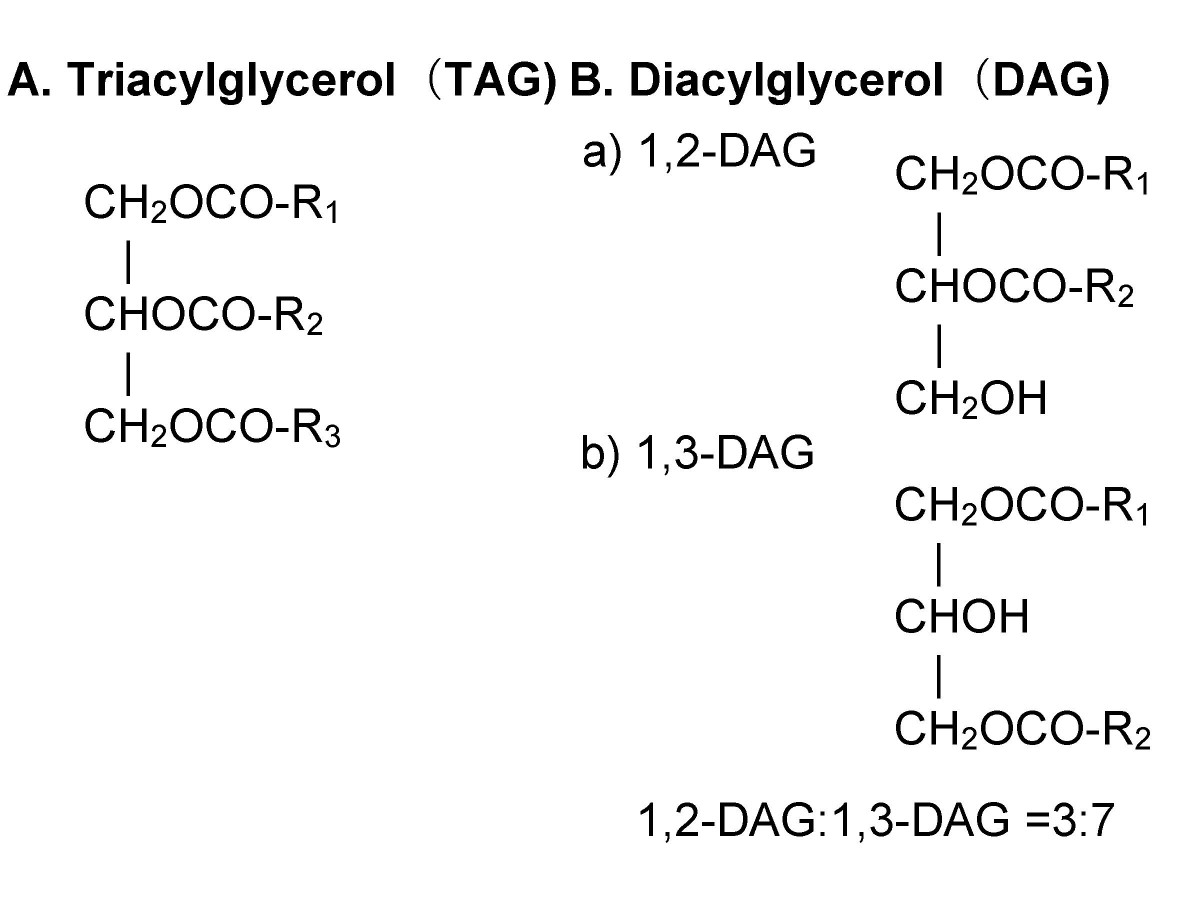 A. Triacylglycerol（TAG) B. Diacylglycerol（DAG)
CH₂OCO-R₁
|
CHOCO-R₂
|
CH₂OCO-R₃
a) 1,2-DAG
CH₂OCO-R₁
|
CHOCO-R₂
|
CH₂OH
b) 1,3-DAG
CH₂OCO-R₁
|
CHOH
|
CH₂OCO-R₂
1,2-DAG:1,3-DAG =3:7